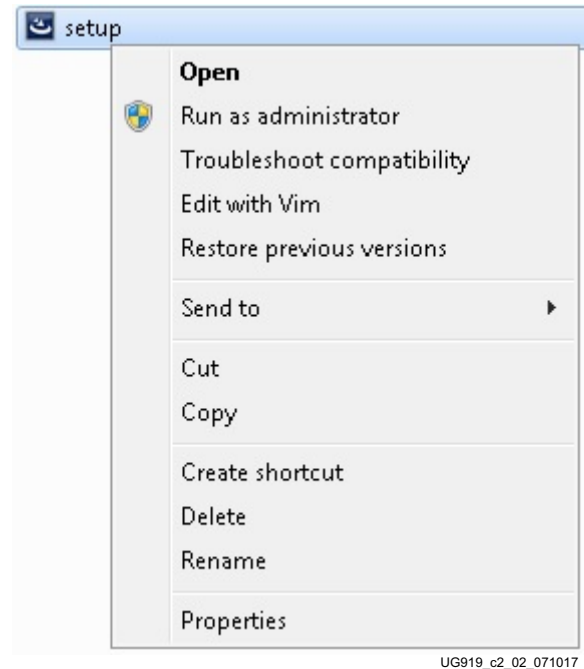 setup
Open
Run as administrator
Troubleshoot compatibility
Edit with Vim
Restore previous versions
Send to
Cut
Copy
Create shortcut
Delete
Rename
Properties
UG919_c2_02_071017